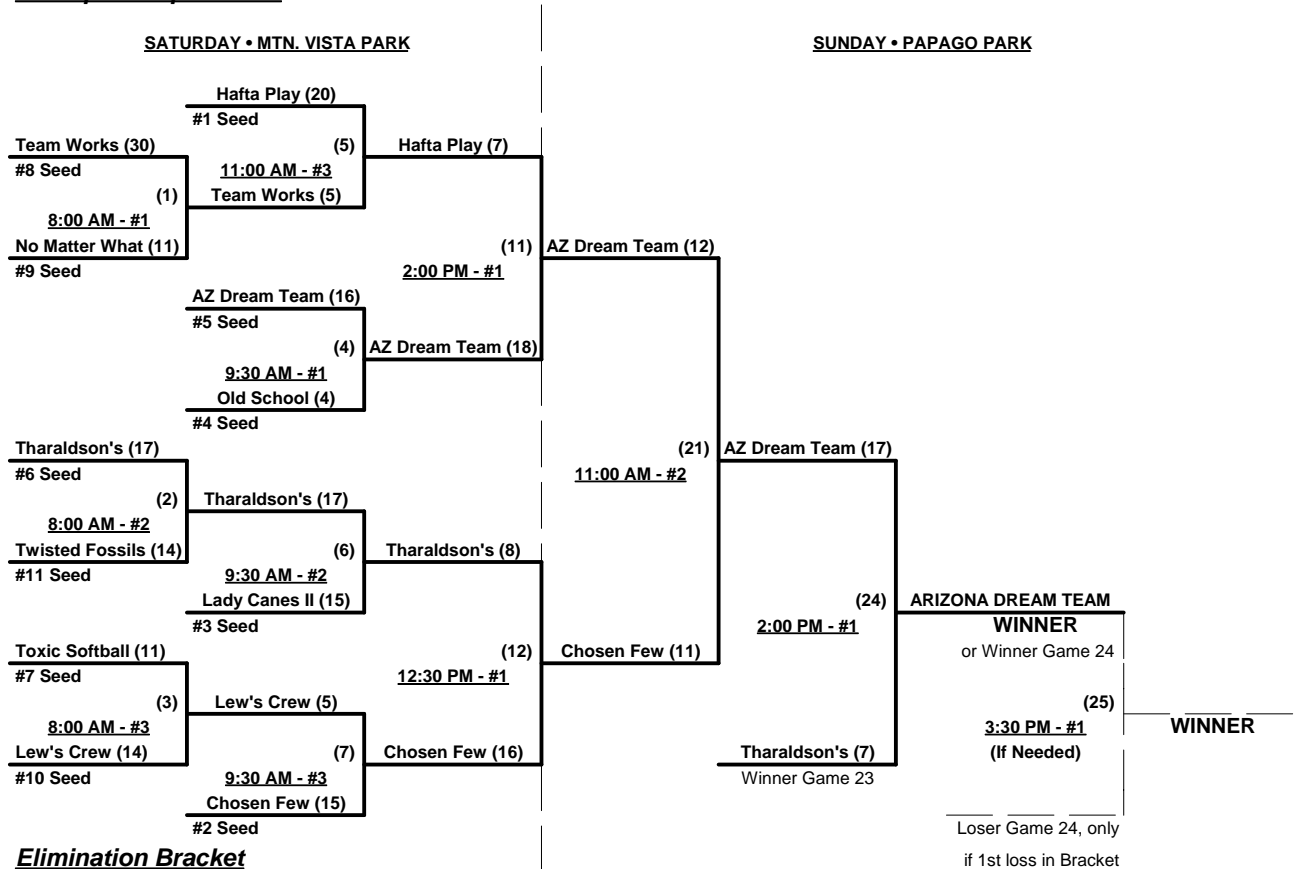 SATURDAY • MTN. VISTA PARK
SUNDAY • PAPAGO PARK
Hafta Play (20)
#1 Seed
Team Works (30)
(5)
Hafta Play (7)
#8 Seed
11:00 AM - #3
(1)
Team Works (5)
8:00 AM - #1
No Matter What (11)
(11)
AZ Dream Team (12)
#9 Seed
2:00 PM - #1
AZ Dream Team (16)
#5 Seed
(4)
AZ Dream Team (18)
9:30 AM - #1
Old School (4)
#4 Seed
Tharaldson's (17)
(21)
AZ Dream Team (17)
#6 Seed
11:00 AM - #2
(2)
Tharaldson's (17)
8:00 AM - #2
Twisted Fossils (14)
(6)
Tharaldson's (8)
#11 Seed
9:30 AM - #2
Lady Canes II (15)
(24)
ARIZONA DREAM TEAM
#3 Seed
2:00 PM - #1
WINNER
Toxic Softball (11)
(12)
Chosen Few (11)
or Winner Game 24
#7 Seed
12:30 PM - #1
(3)
Lew's Crew (5)
(25)
8:00 AM - #3
3:30 PM - #1
WINNER
Lew's Crew (14)
(7)
Chosen Few (16)
Tharaldson's (7)
(If Needed)
#10 Seed
9:30 AM - #3
Winner Game 23
Chosen Few (15)
#2 Seed
Loser Game 24, only
Elimination Bracket
if 1st loss in Bracket